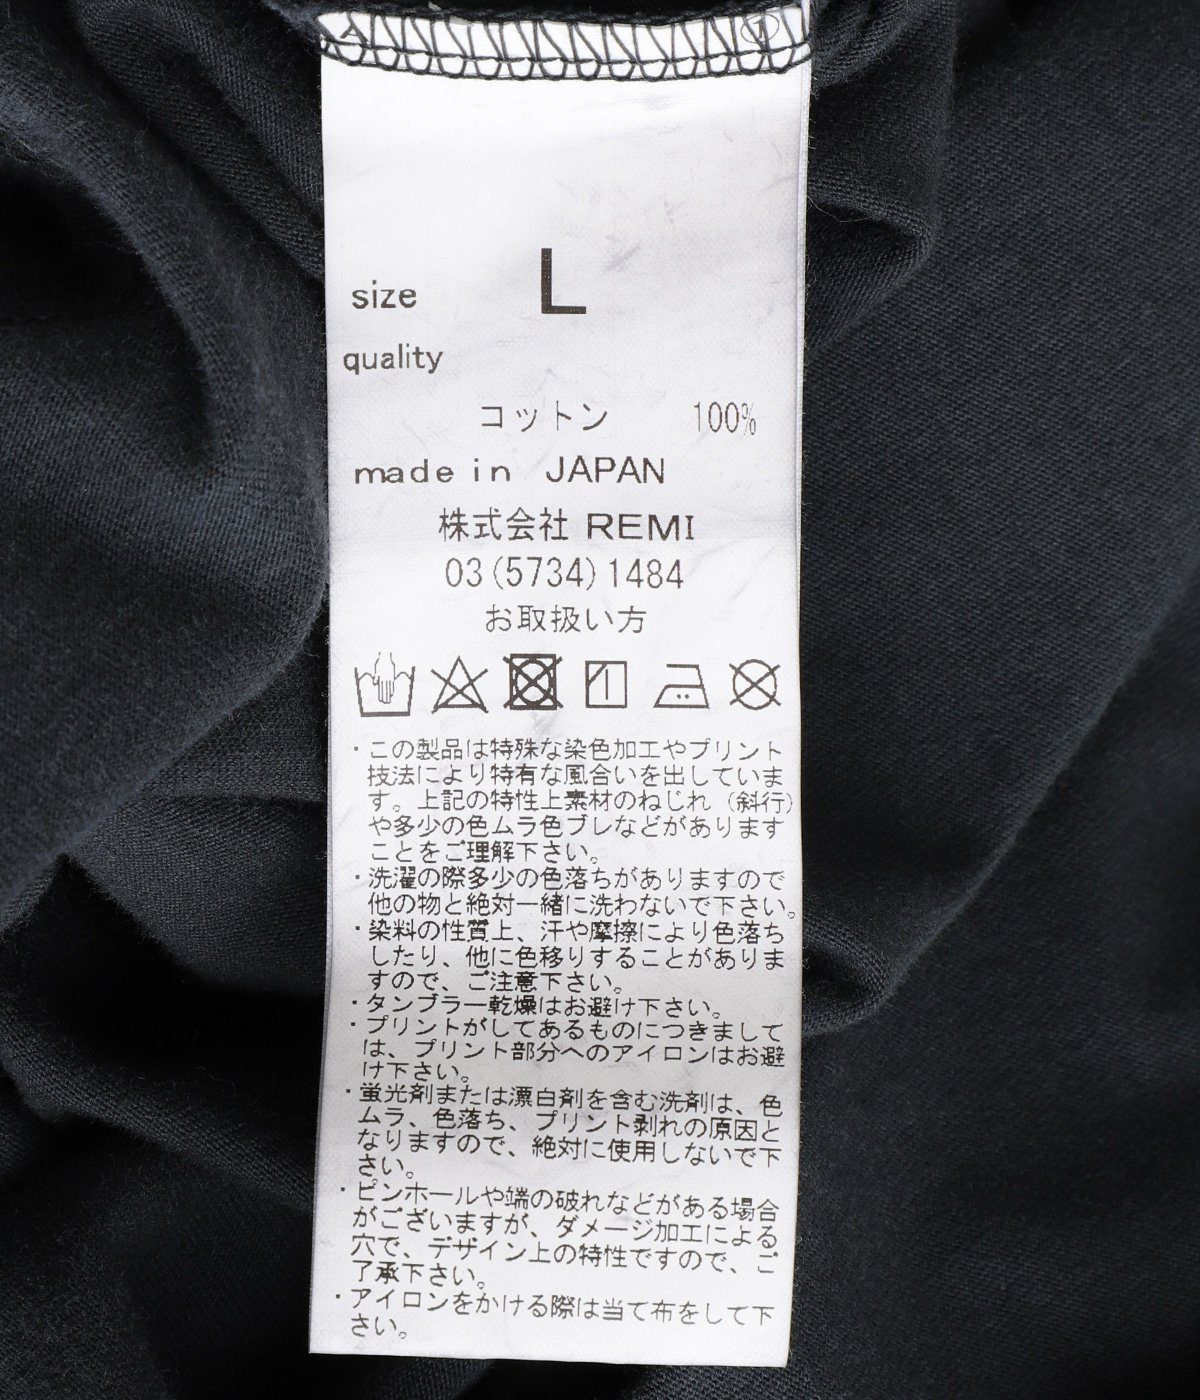 size L
quality
コットン 100%
made in JAPAN
株式会社 REMI
03(5734)1484
お取扱い方
・この製品は特殊な染色加工やプリント
技法により特有な風合いを出していま
す。上記の特性上素材のねじれ（斜行）
や多少の色ムラ色ブレなどがあります
ことをご理解下さい。
・洗濯の際多少の色落ちがありますので
他の物と絶対一緒に洗わないで下さい。
・染料の性質上、汗や摩擦により色落ち
したり、他に色移りすることがありま
すので、ご注意下さい。
・タンブラー乾燥はお避け下さい。
・プリントがしてあるものにつきまして
は、プリント部分へのアイロンはお避
け下さい。
・蛍光剤または漂白剤を含む洗剤は、色
ムラ、色落ち、プリント剥れの原因と
なりますので、絶対に使用しないで下
さい。
・ピンホールや端の破れなどがある場合
がございますが、ダメージ加工による
穴で、デザイン上の特性ですので、ご
了承下さい。
・アイロンをかける際は当て布をして下
さい。